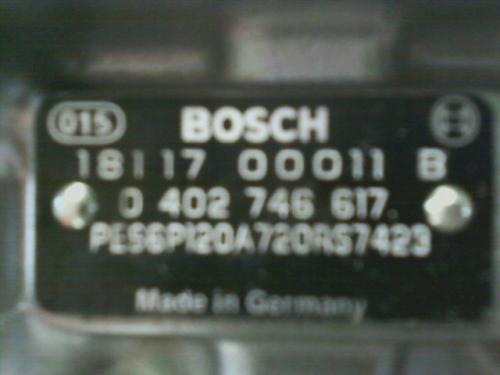 015 BOSCH
18117 00011 B
0 402 746 617
PES6P120A720RS7423
Made in Germany